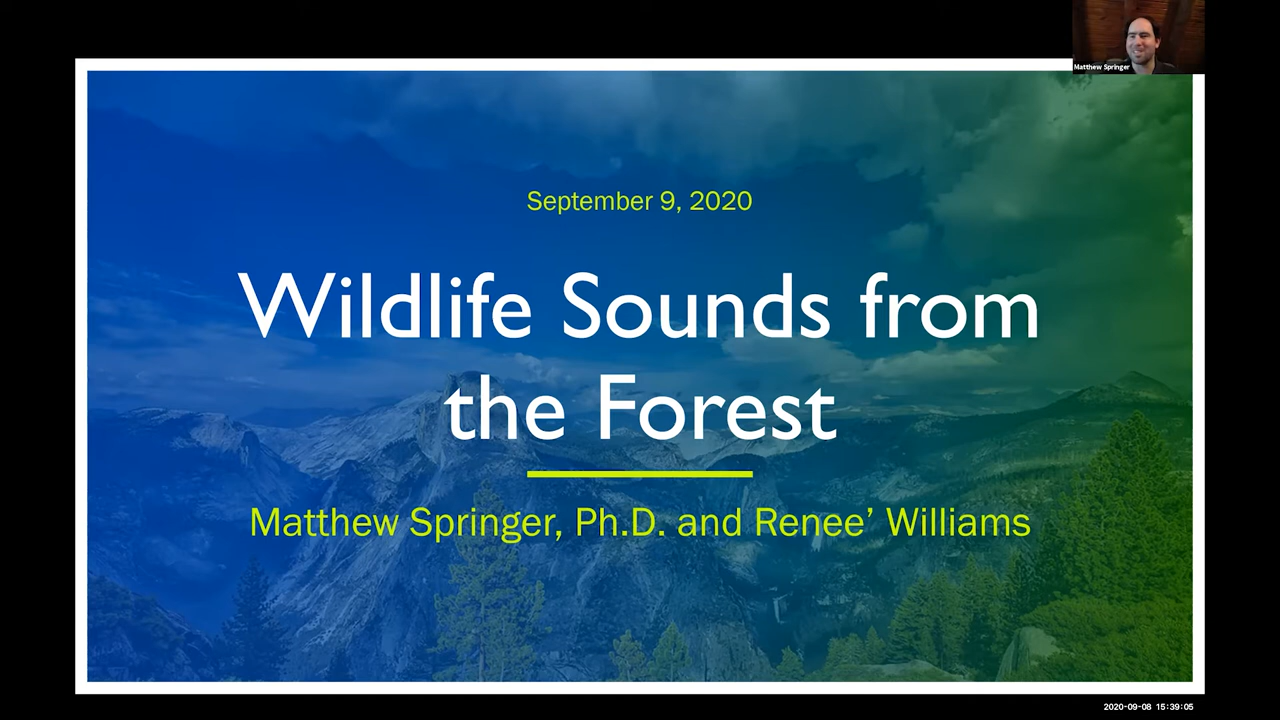 Matthew Springer
September 9, 2020
Wildlife Sounds from
the Forest
Matthew Springer, Ph.D. and Renee’ Williams
2020-09-08 15:39:05